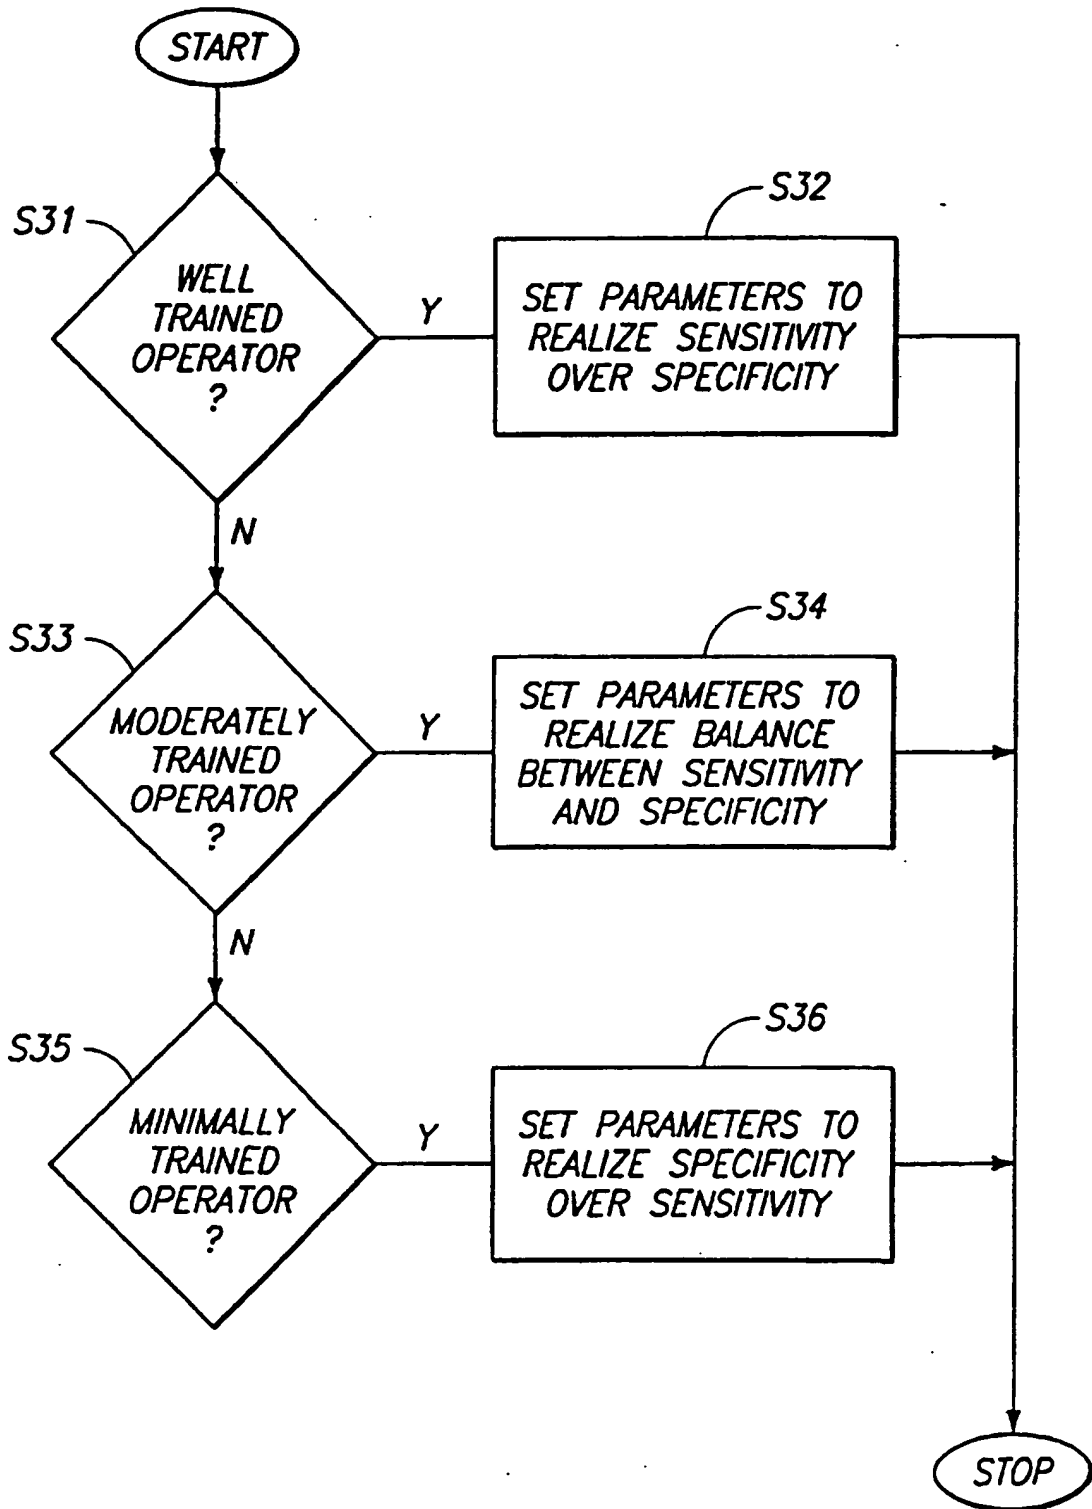 START
S31
WELL
TRAINED
OPERATOR
?
Y
S32
SET PARAMETERS TO
REALIZE SENSITIVITY
OVER SPECIFICITY
N
S33
MODERATELY
TRAINED
OPERATOR
?
Y
S34
SET PARAMETERS TO
REALIZE BALANCE
BETWEEN SENSITIVITY
AND SPECIFICITY
N
S35
MINIMALLY
TRAINED
OPERATOR
?
Y
S36
SET PARAMETERS TO
REALIZE SPECIFICITY
OVER SENSITIVITY
STOP